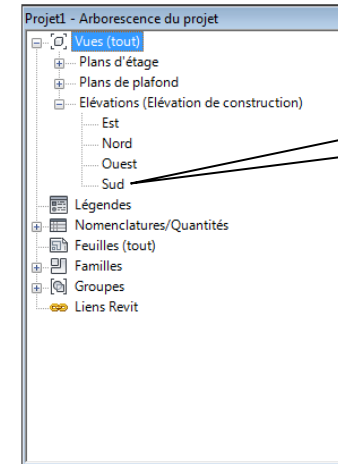 Projet1 - Arborescence du projet
Vues (tout)
Plans d'étage
Plans de plafond
Elévations (Elévation de construction)
Est
Nord
Ouest
Sud
Légendes
Nomenclatures/Quantités
Feuilles (tout)
Familles
Groupes
Liens Revit